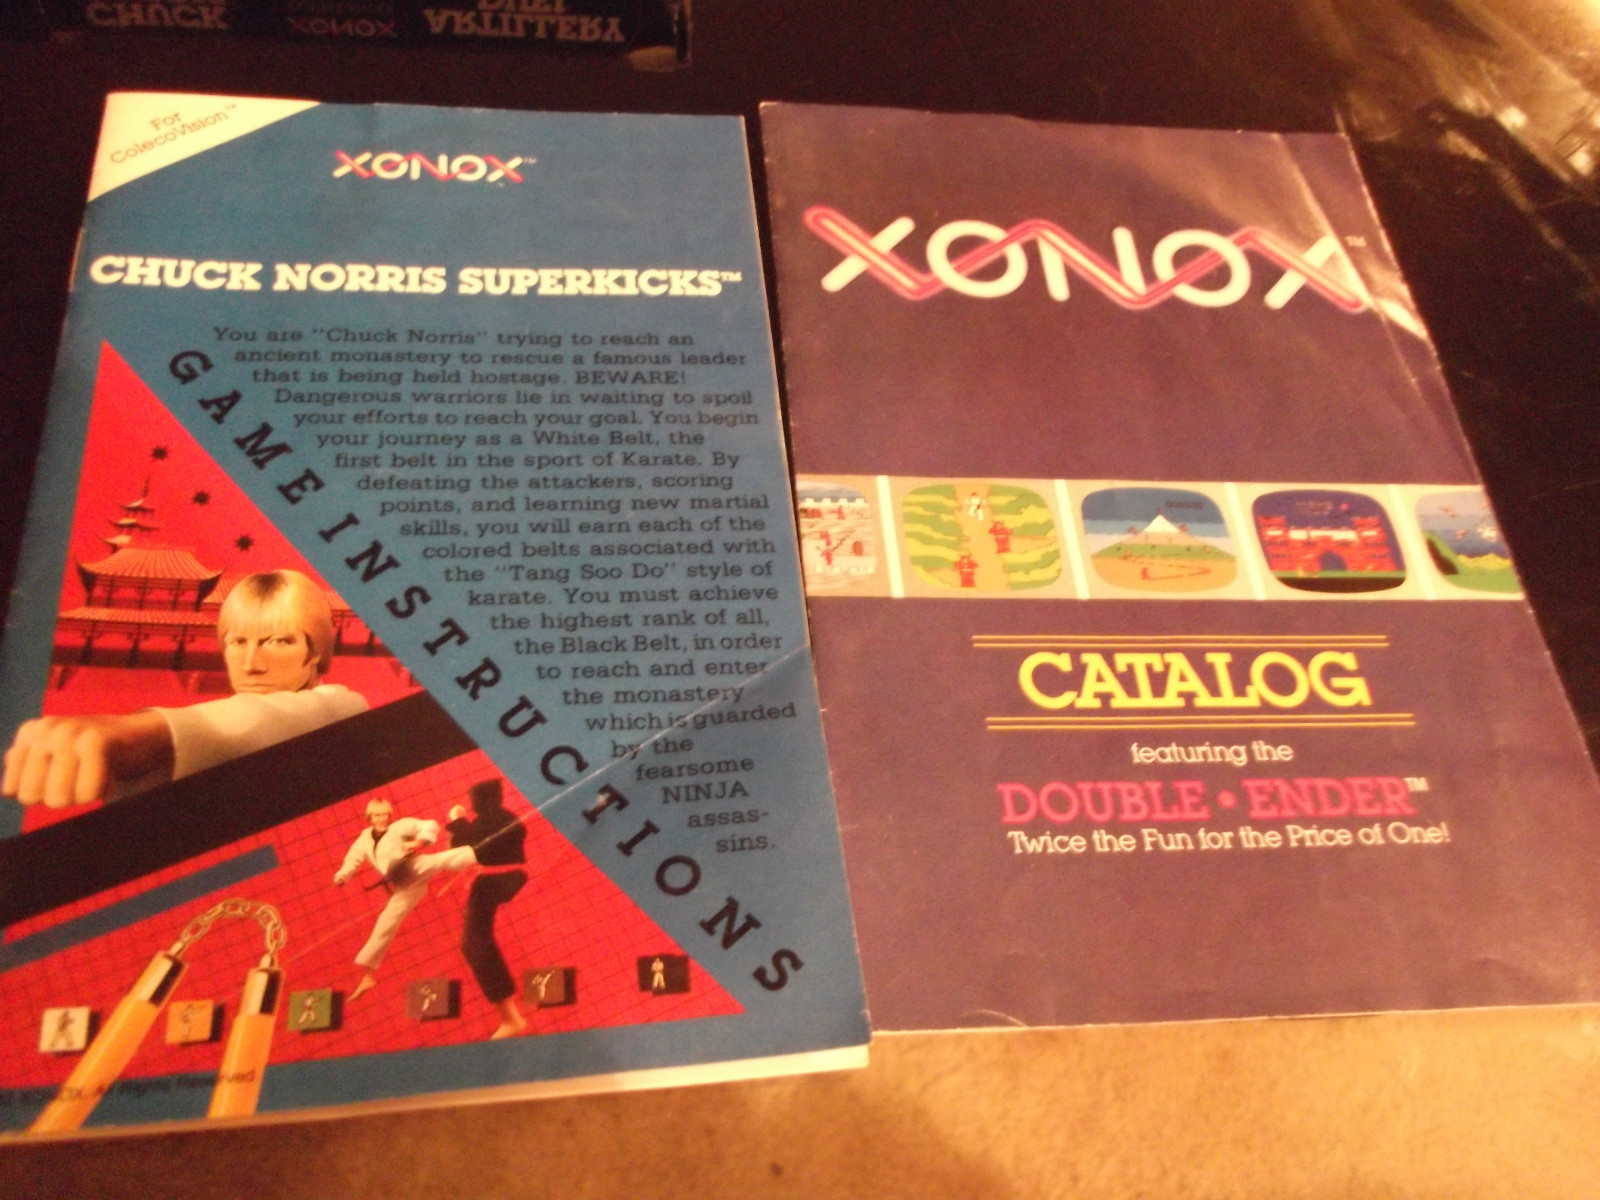 CHUCK
XONOX
DUEL
ARTILLERY
For
ColecoVision™
XONOX™
CHUCK NORRIS SUPERKICKS™
You are "Chuck Norris" trying to reach an
ancient monastery to rescue a famous leader
that is being held hostage. BEWARE!
Dangerous warriors lie in waiting to spoil
your efforts to reach your goal. You begin
your journey as a White Belt, the
first belt in the sport of Karate. By
defeating the attackers, scoring
points, and learning new martial
skills, you will earn each of the
colored belts associated with
the "Tang Soo Do" style of
karate. You must achieve
the highest rank of all,
the Black Belt, in order
to reach and enter
the monastery
which is guarded
by the
fearsome
NINJA
assas-
sins.
GAME INSTRUCTIONS
XONOX. All Rights Reserved.
XONOX™
CATALOG
featuring the
DOUBLE • ENDER™
Twice the Fun for the Price of One!